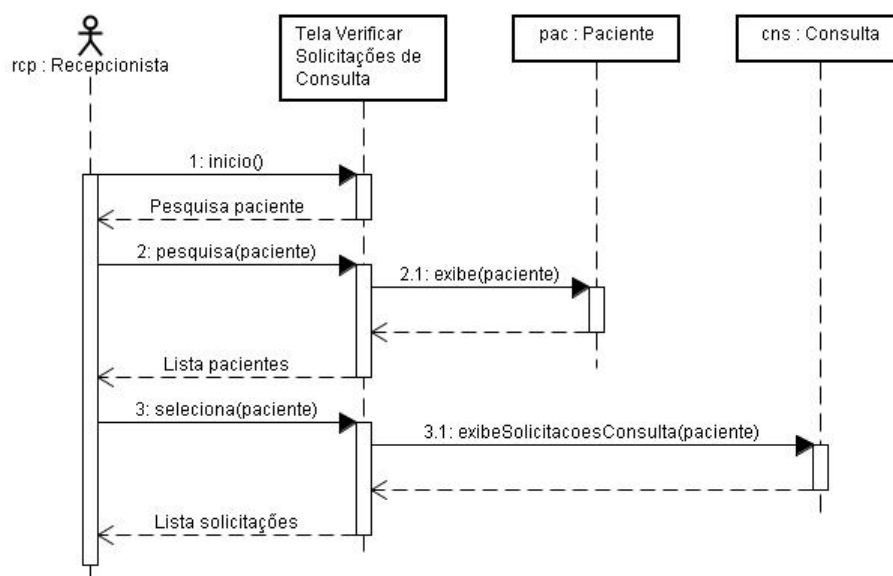 rcp : Recepcionista
Tela Verificar
Solicitações de
Consulta
pac : Paciente
cns : Consulta
1: inicio()
Pesquisa paciente
2: pesquisa(paciente)
2.1: exibe(paciente)
Lista pacientes
3: seleciona(paciente)
3.1: exibeSolicitacoesConsulta(paciente)
Lista solicitações